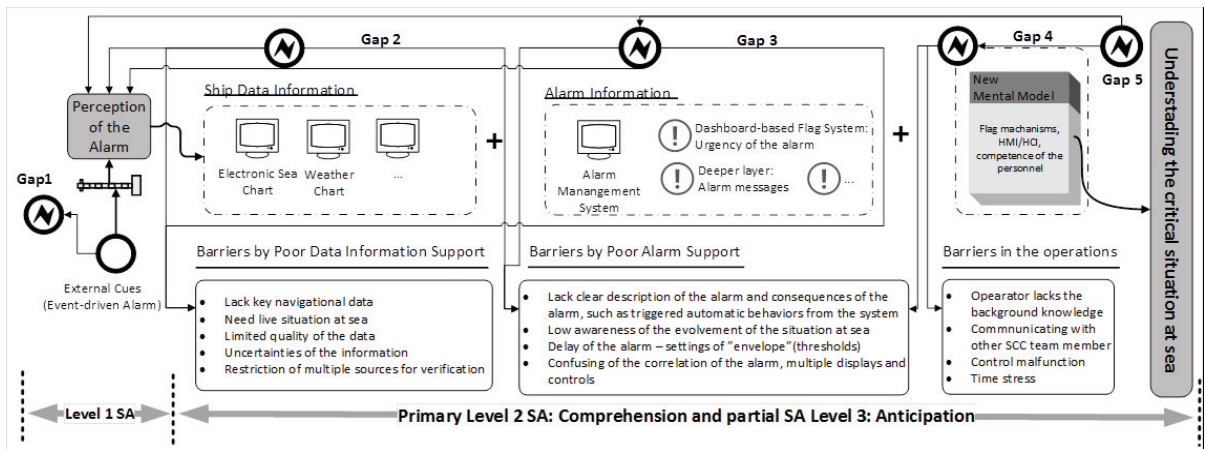 Gap 2
Gap 3
Gap 4
Gap 5
Ship Data Information
Alarm Information
New
Mental Model
Perception
of the
Alarm
Flag machanisms,
HMI/HCI,
competence of the
personnel
Dashboard-based Flag System:
Urgency of the alarm
Electronic Sea
Chart
Weather
Chart
...
Alarm
Manangement
System
Deeper layer:
Alarm messages
...
Gap1
Understading the critical situation at sea
External Cues
(Event-driven Alarm)
Barriers by Poor Data Information Support
Barriers by Poor Alarm Support
Barriers in the operations
• Lack key navigational data
• Need live situation at sea
• Limited quality of the data
• Uncertainties of the information
• Restriction of multiple sources for verification
• Lack clear description of the alarm and consequences of the
alarm, such as triggered automatic behaviors from the system
• Low awareness of the evolvement of the situation at sea
• Delay of the alarm – settings of "envelope"(thresholds)
• Confusing of the correlation of the alarm, multiple displays and
controls
• Opearator lacks the
background knowledge
• Commnunicating with
other SCC team member
• Control malfunction
• Time stress
Level 1 SA
Primary Level 2 SA: Comprehension and partial SA Level 3: Anticipation